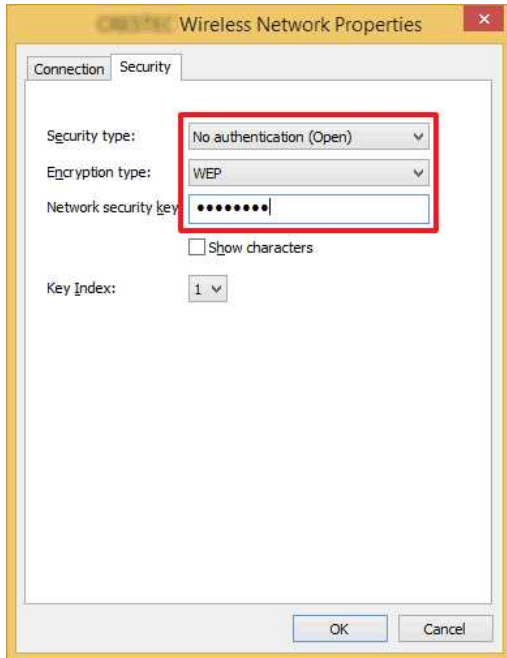 Wireless Network Properties
Connection Security
Security type: No authentication (Open)
Encryption type: WEP
Network security key ••••••••
Show characters
Key Index: 1
OK Cancel